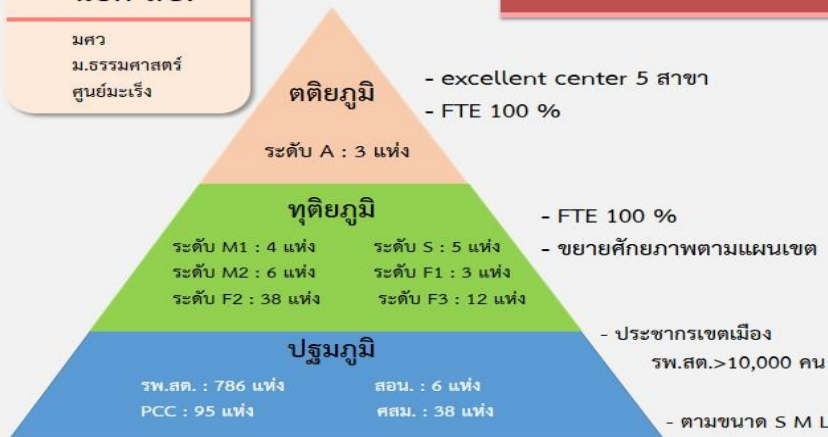 มศว
ม.ธรรมศาสตร์
ศูนย์มะเร็ง
ตติยภูมิ
ระดับ A : 3 แห่ง
- excellent center 5 สาขา
- FTE 100 %
ทุติยภูมิ
ระดับ M1 : 4 แห่ง ระดับ S : 5 แห่ง
ระดับ M2 : 6 แห่ง ระดับ F1 : 3 แห่ง
ระดับ F2 : 38 แห่ง ระดับ F3 : 12 แห่ง
- FTE 100 %
- ขยายศักยภาพตามแผนเขต
ปฐมภูมิ
รพ.สต. : 786 แห่ง สอน. : 6 แห่ง
PCC : 95 แห่ง ศสม. : 38 แห่ง
- ประชากรเขตเมือง
รพ.สต.>10,000 คน
- ตามขนาด S M L